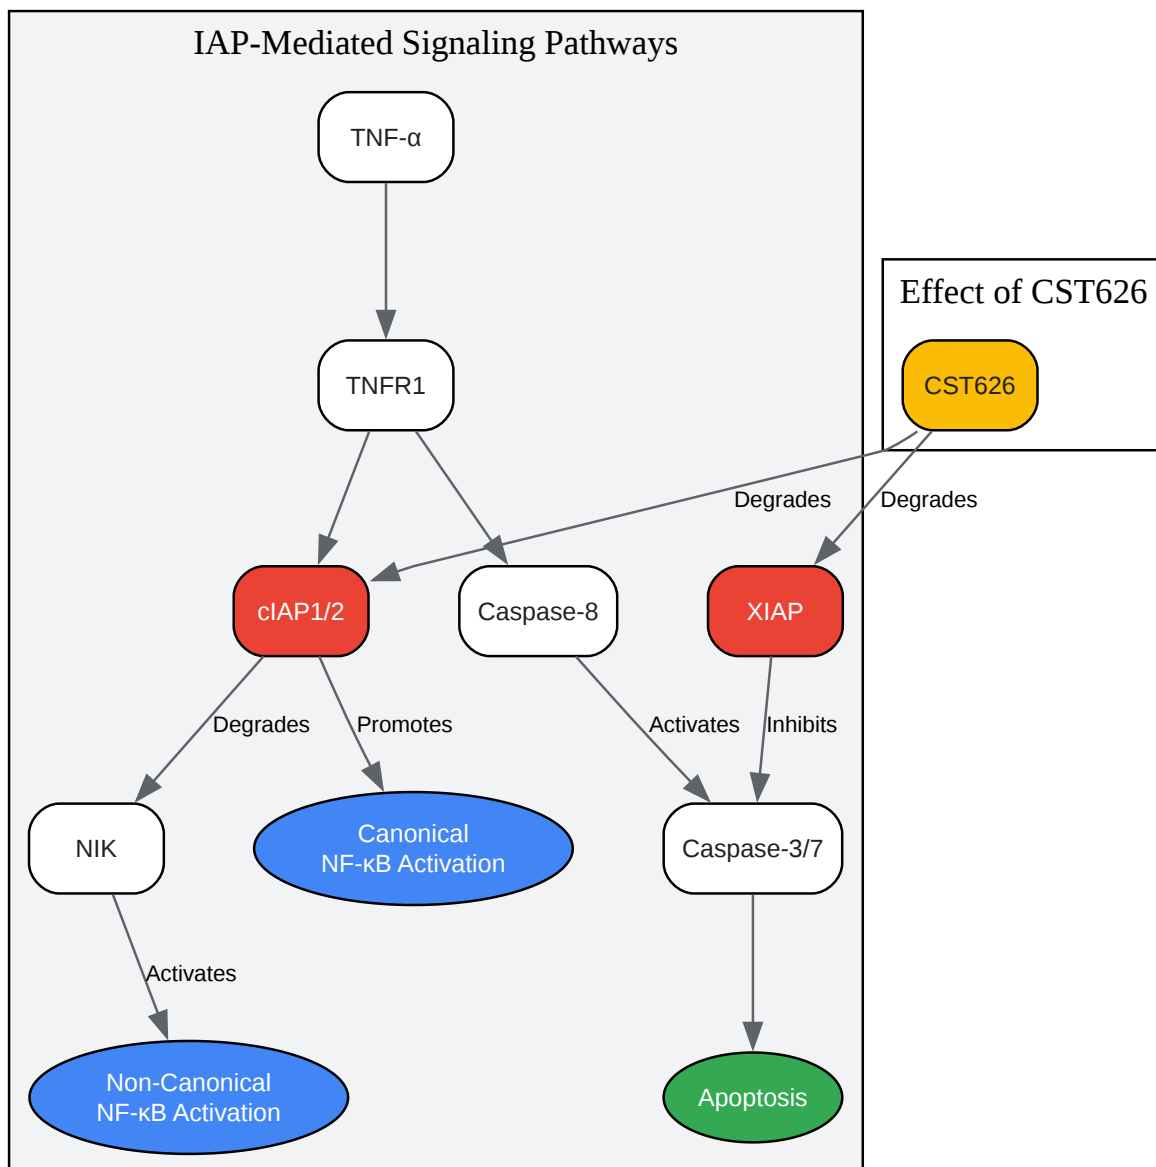 IAP-Mediated Signaling Pathways
TNF-α
Effect of CST626
TNFR1
CST626
Degrades
Degrades
cIAP1/2
Caspase-8
XIAP
Degrades
Promotes
Activates
Inhibits
NIK
Canonical
NF-κB Activation
Caspase-3/7
Activates
Non-Canonical
NF-κB Activation
Apoptosis